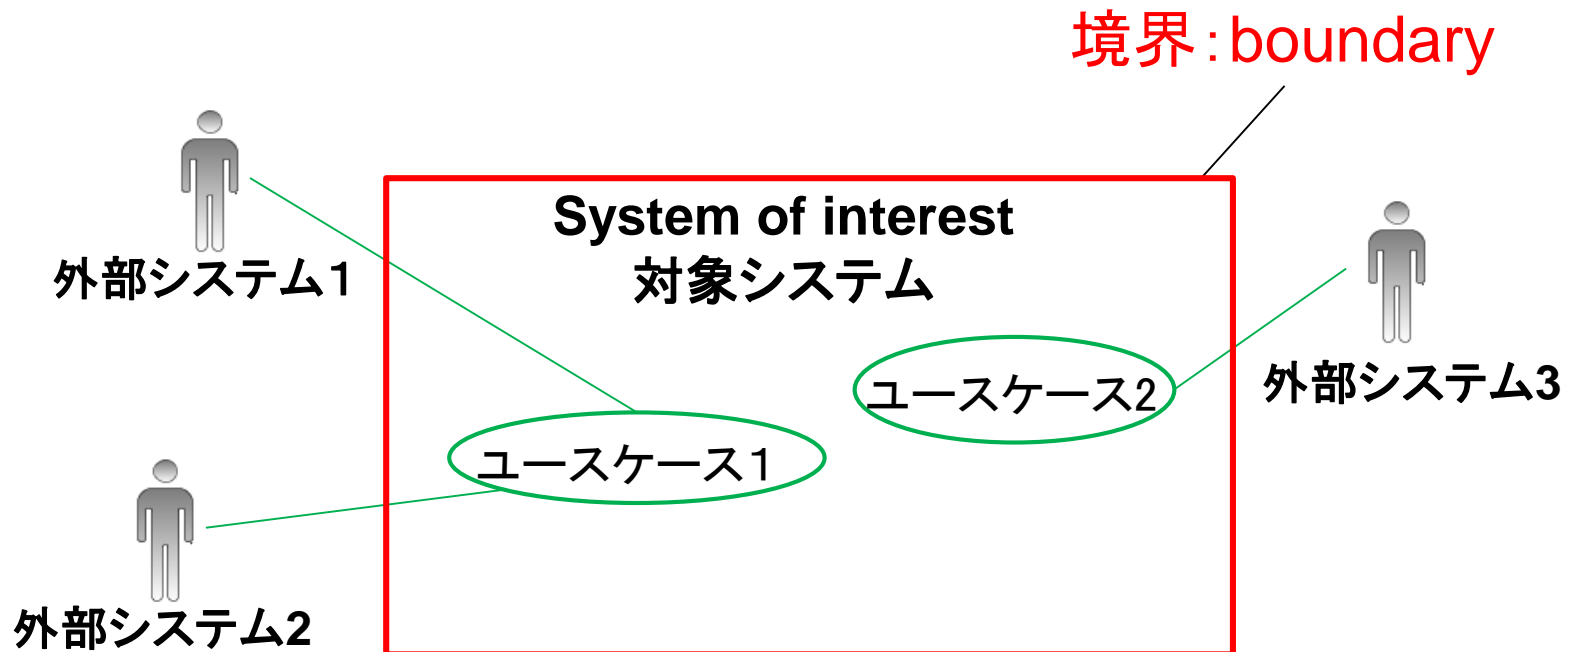 境界：boundary
System of interest
対象システム
外部システム１
外部システム3
ユースケース2
ユースケース１
外部システム2